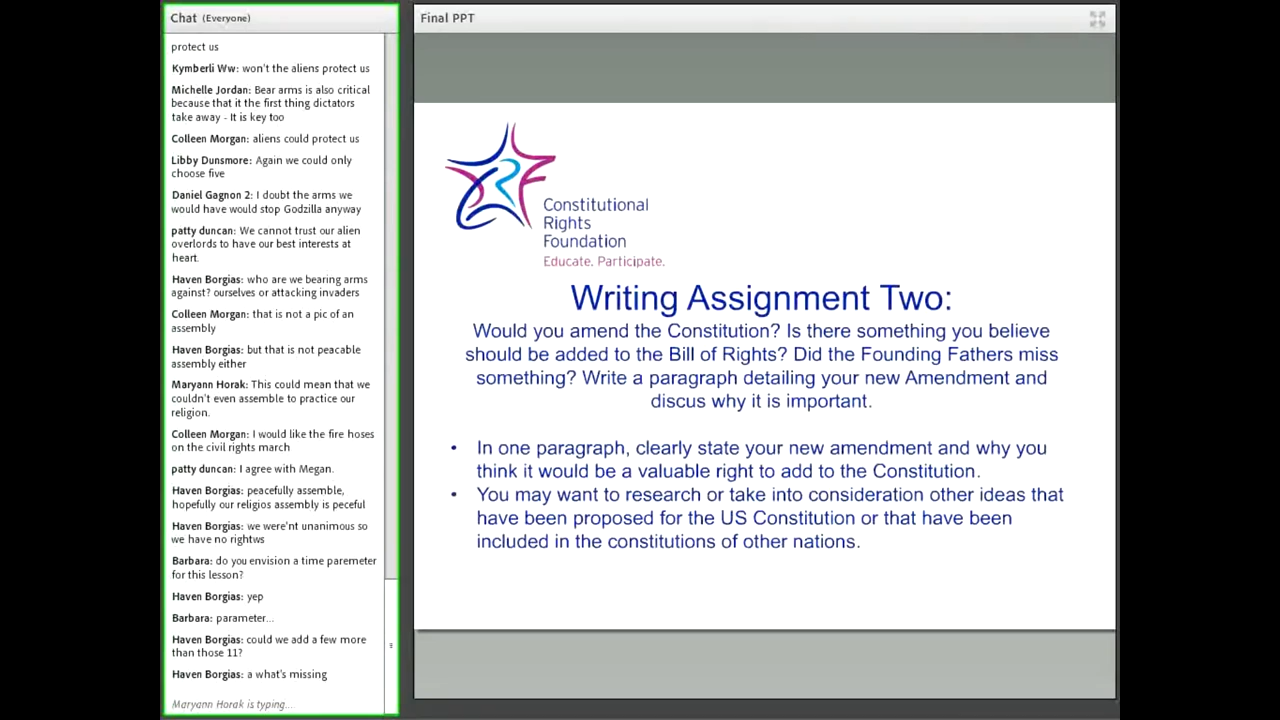 Chat (Everyone)
protect us
Kymberli Ww: won't the aliens protect us
Michelle Jordan: Bear arms is also critical
because that it the first thing dictators
take away - It is key too
Colleen Morgan: aliens could protect us
Libby Dunsmore: Again we could only
choose five
Daniel Gagnon 2: I doubt the arms we
would have would stop Godzilla anyway
patty duncan: We cannot trust our alien
overlords to have our best interests at
heart.
Haven Borgias: who are we bearing arms
against? ourselves or attacking invaders
Colleen Morgan: that is not a pic of an
assembly
Haven Borgias: but that is not peacable
assembly either
Maryann Horak: This could mean that we
couldn't even assemble to practice our
religion.
Colleen Morgan: I would like the fire hoses
on the civil rights march
patty duncan: I agree with Megan.
Haven Borgias: peacefully assemble,
hopefully our religios assembly is peceful
Haven Borgias: we were'nt unanimous so
we have no rightws
Barbara: do you envision a time paremeter
for this lesson?
Haven Borgias: yep
Barbara: parameter...
Haven Borgias: could we add a few more
than those 11?
Haven Borgias: a what's missing
Maryann Horak is typing...
Final PPT
CRF
Constitutional
Rights
Foundation
Educate. Participate.
Writing Assignment Two:
Would you amend the Constitution? Is there something you believe
should be added to the Bill of Rights? Did the Founding Fathers miss
something? Write a paragraph detailing your new Amendment and
discus why it is important.
• In one paragraph, clearly state your new amendment and why you
think it would be a valuable right to add to the Constitution.
• You may want to research or take into consideration other ideas that
have been proposed for the US Constitution or that have been
included in the constitutions of other nations.